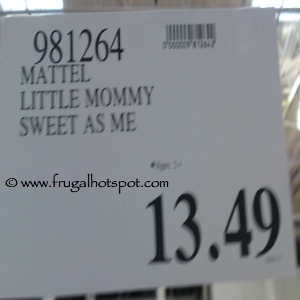 981264
MATTEL
LITTLE MOMMY
SWEET AS ME
© www.frugalhotspot.com
13.49